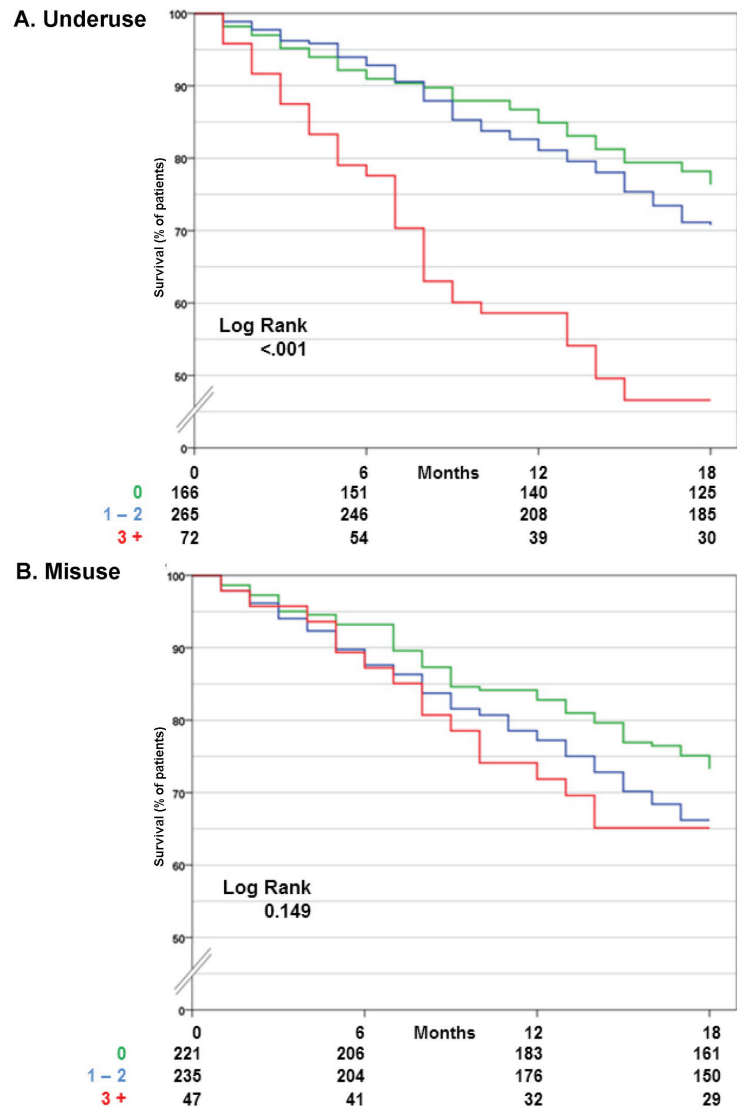 A. Underuse
Survival (% of patients)
100
90
80
70
60
50
0
Log Rank
<.001
0 6 Months 12 18
0 166 151 140 125
1 – 2 265 246 208 185
3 + 72 54 39 30
B. Misuse
Survival (% of patients)
100
90
80
70
60
50
0
Log Rank
0.149
0 6 Months 12 18
0 221 206 183 161
1 – 2 235 204 176 150
3 + 47 41 32 29